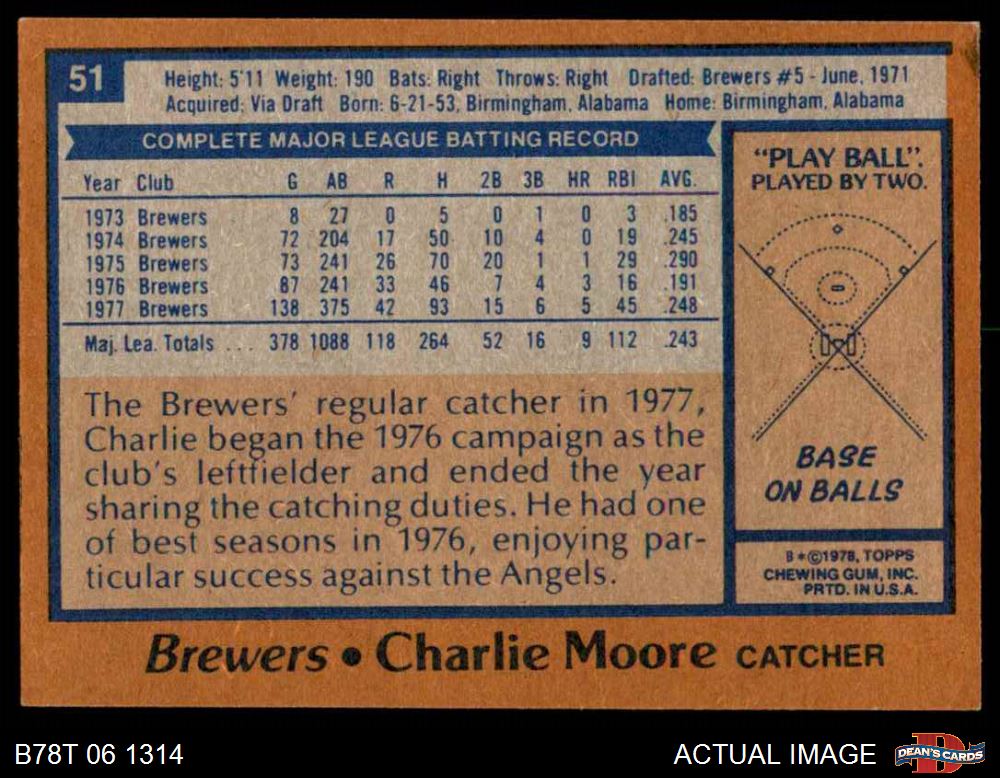 51
Height: 5'11 Weight: 190 Bats: Right Throws: Right Drafted: Brewers #5 - June, 1971
Acquired: Via Draft Born: 6-21-53, Birmingham, Alabama Home: Birmingham, Alabama
COMPLETE MAJOR LEAGUE BATTING RECORD
Year Club G AB R H 2B 3B HR RBI AVG.
1973 Brewers 8 27 0 5 0 1 0 3 .185
1974 Brewers 72 204 17 50 10 4 0 19 .245
1975 Brewers 73 241 26 70 20 1 1 29 .290
1976 Brewers 87 241 33 46 7 4 3 16 .191
1977 Brewers 138 375 42 93 15 6 5 45 .248
Maj. Lea. Totals ... 378 1088 118 264 52 16 9 112 .243
The Brewers' regular catcher in 1977,
Charlie began the 1976 campaign as the
club's leftfielder and ended the year
sharing the catching duties. He had one
of best seasons in 1976, enjoying par-
ticular success against the Angels.
"PLAY BALL".
PLAYED BY TWO.
BASE
ON BALLS
B*©1978, TOPPS
CHEWING GUM, INC.
PRTD. IN U.S.A.
Brewers • Charlie Moore CATCHER
B78T 06 1314
ACTUAL IMAGE
DEAN'S CARDS